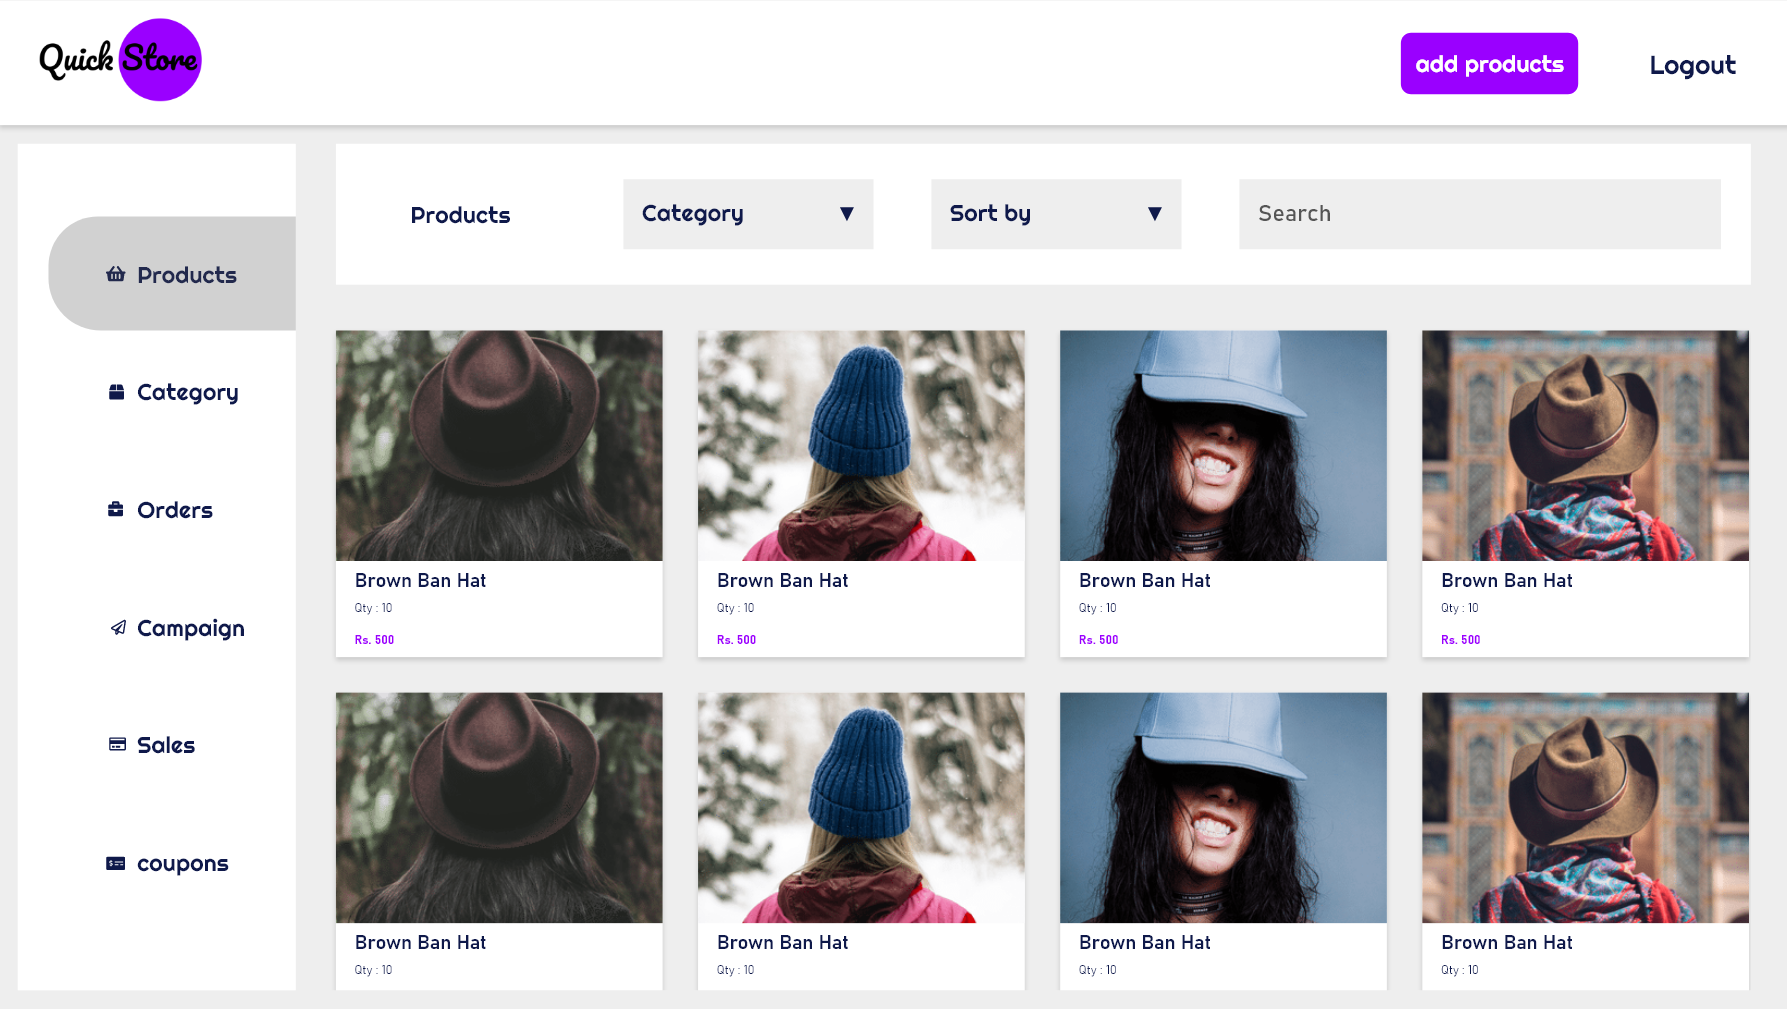 Quick Store
add products
Logout
Products
Category
Orders
Campaign
Sales
coupons
Products
Category ▼
Sort by ▼
Search
Brown Ban Hat
Qty : 10
Rs. 500
Brown Ban Hat
Qty : 10
Rs. 500
Brown Ban Hat
Qty : 10
Rs. 500
Brown Ban Hat
Qty : 10
Rs. 500
Brown Ban Hat
Qty : 10
Brown Ban Hat
Qty : 10
Brown Ban Hat
Qty : 10
Brown Ban Hat
Qty : 10